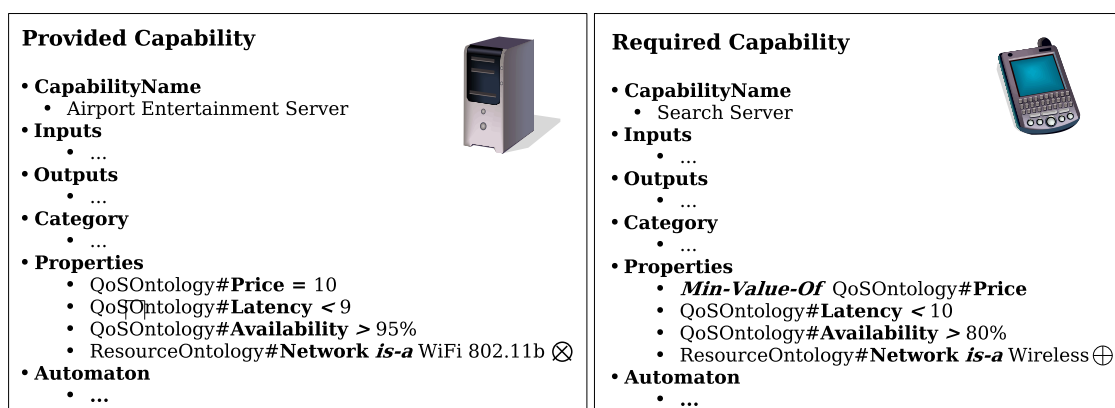 Provided Capability
• CapabilityName
• Airport Entertainment Server
• Inputs
• ...
• Outputs
• ...
• Category
• ...
• Properties
• QoSOntology#Price = 10
• QoSOntology#Latency < 9
• QoSOntology#Availability > 95%
• ResourceOntology#Network is-a WiFi 802.11b ⊗
• Automaton
• ...
Required Capability
• CapabilityName
• Search Server
• Inputs
• ...
• Outputs
• ...
• Category
• ...
• Properties
• Min-Value-Of QoSOntology#Price
• QoSOntology#Latency < 10
• QoSOntology#Availability > 80%
• ResourceOntology#Network is-a Wireless ⊕
• Automaton
• ...